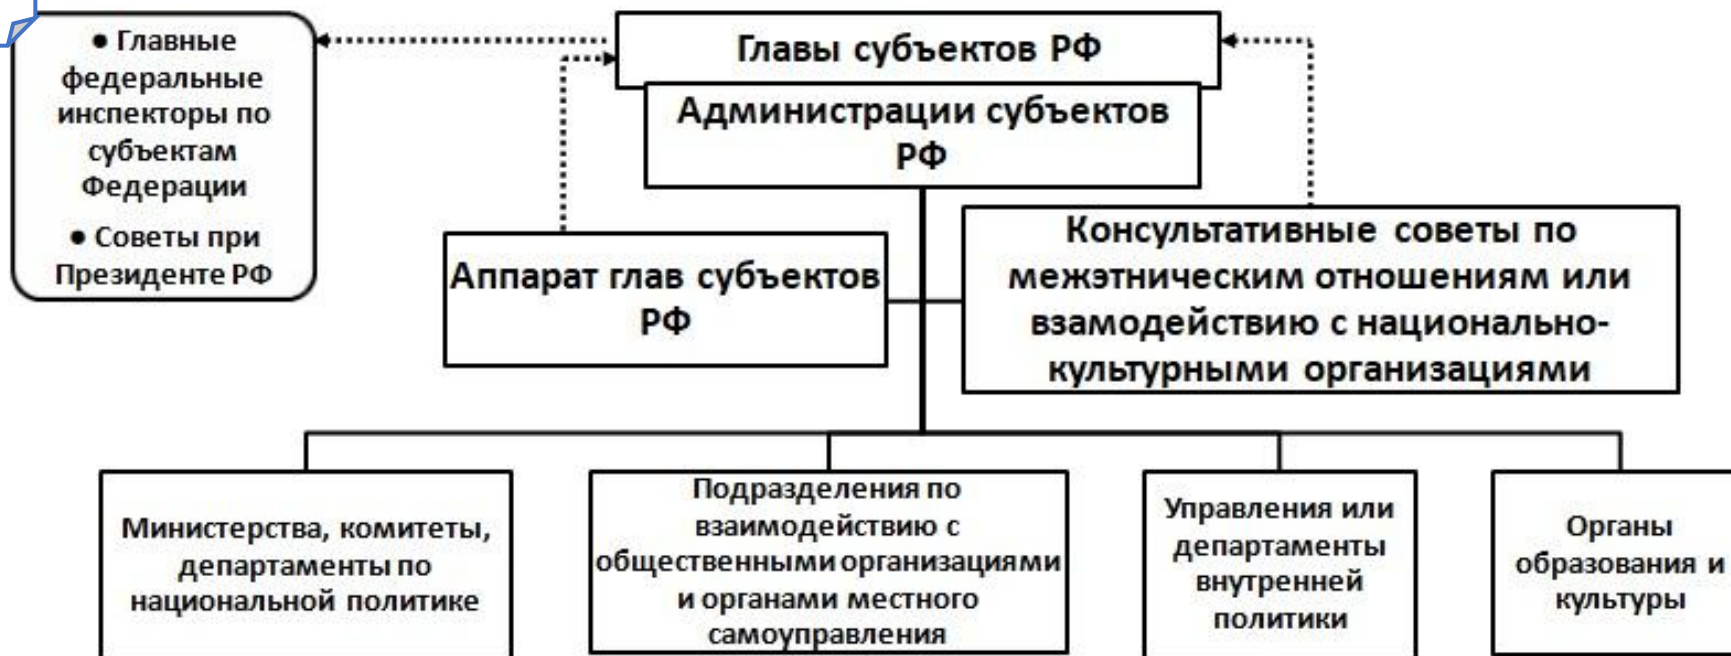 ● Главные
федеральные
инспекторы по
субъектам
Федерации
● Советы при
Президенте РФ
Главы субъектов РФ
Администрации субъектов
РФ
Аппарат глав субъектов
РФ
Консультативные советы по
межэтническим отношениям или
взамодействию с национально-
культурными организациями
Министерства, комитеты,
департаменты по
национальной политике
Подразделения по
взаимодействию с
общественными организациями
и органами местного
самоуправления
Управления или
департаменты
внутренней
политики
Органы
образования и
культуры